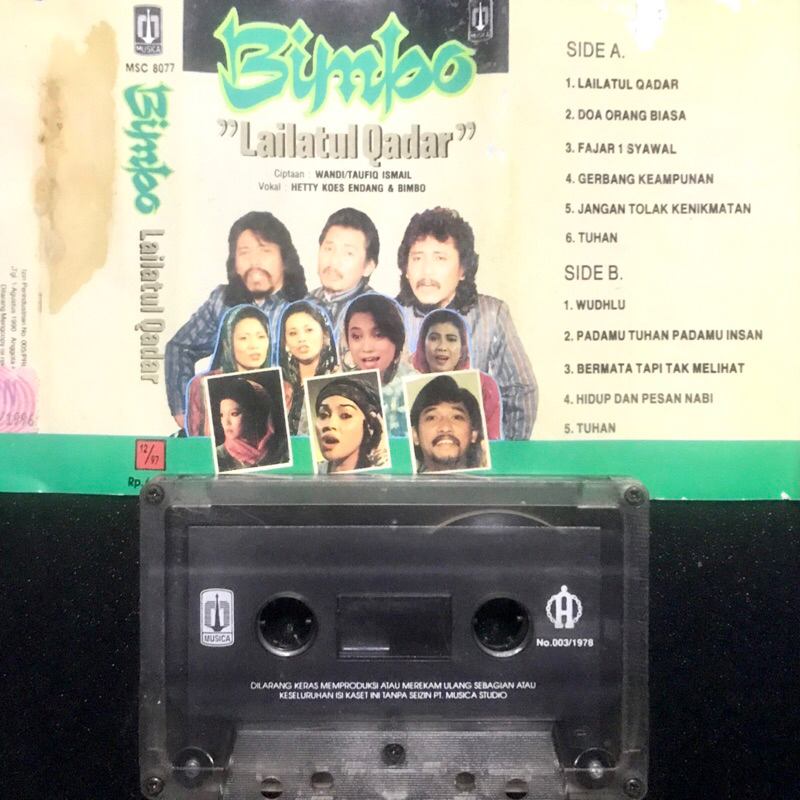 MUSICA
MSC 8077
Bimbo
Lailatul Qadar
Bimbo
"Lailatul Qadar"
Ciptaan : WANDI/TAUFIQ ISMAIL
Vokal : HETTY KOES ENDANG & BIMBO
SIDE A.
1. LAILATUL QADAR
2. DOA ORANG BIASA
3. FAJAR 1 SYAWAL
4. GERBANG KEAMPUNAN
5. JANGAN TOLAK KENIKMATAN
6. TUHAN
SIDE B.
1. WUDHLU
2. PADAMU TUHAN PADAMU INSAN
3. BERMATA TAPI TAK MELIHAT
4. HIDUP DAN PESAN NABI
5. TUHAN
12/97
Rp.
MUSICA
H
No.003/1978
DILARANG KERAS MEMPRODUKSI ATAU MEREKAM ULANG SEBAGIAN ATAU
KESELURUHAN ISI KASET INI TANPA SEIZIN PT. MUSICA STUDIO